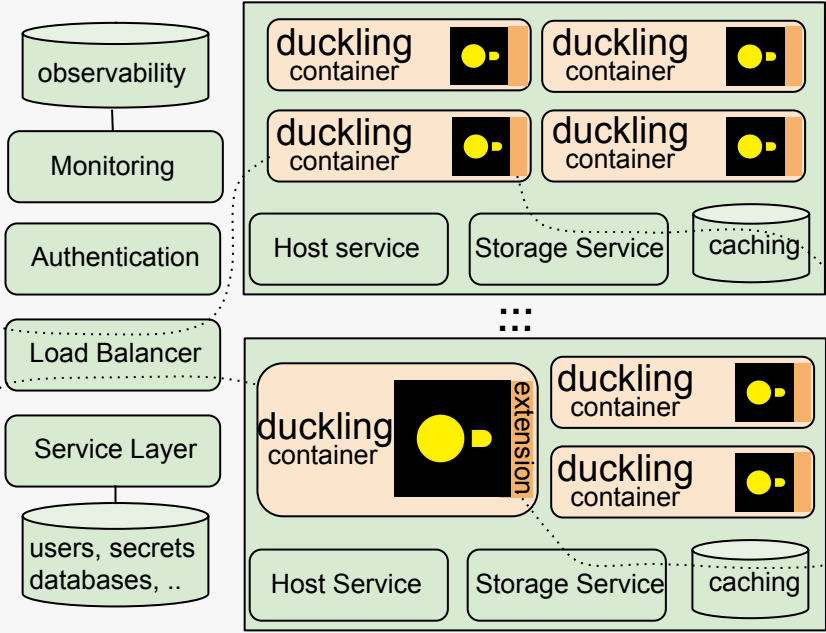 observability
Monitoring
Authentication
Load Balancer
Service Layer
users, secrets
databases, ..
duckling
container
duckling
container
duckling
container
duckling
container
Host service
Storage Service
caching
:::
duckling
container
extension
duckling
container
duckling
container
Host Service
Storage Service
caching